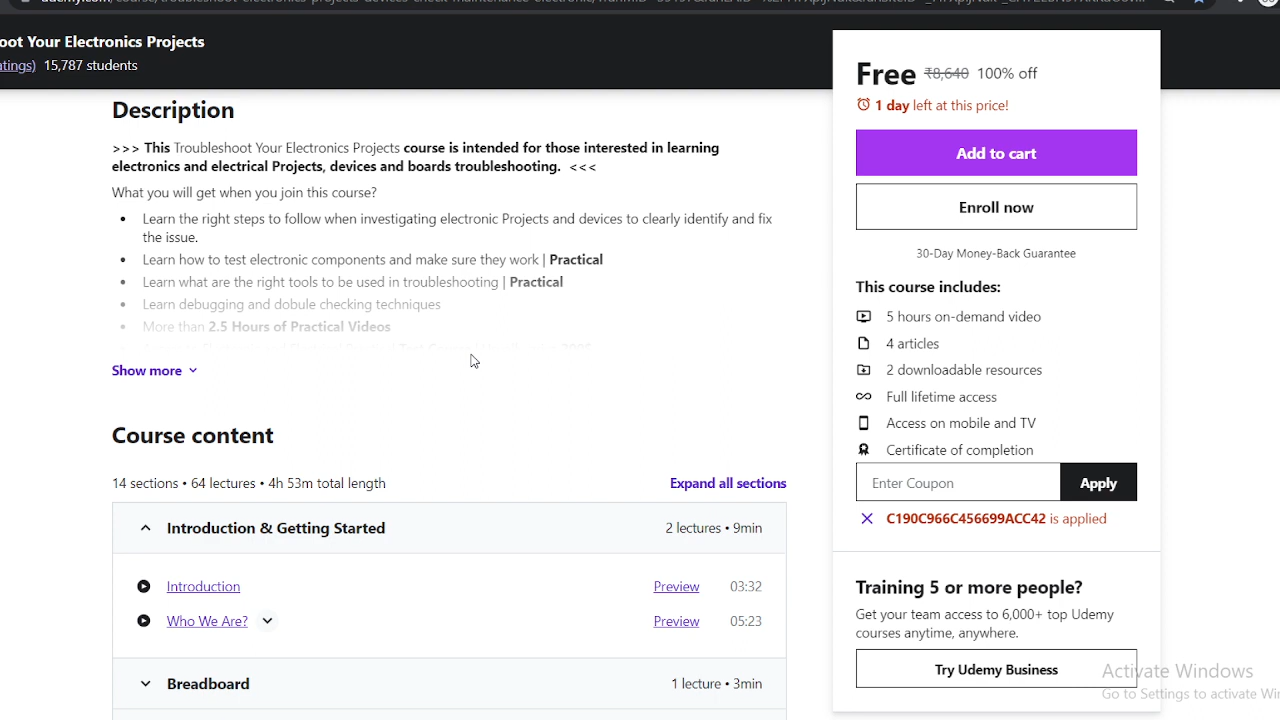 oot Your Electronics Projects
atings) 15,787 students
Description
>>> This Troubleshoot Your Electronics Projects course is intended for those interested in learning
electronics and electrical Projects, devices and boards troubleshooting. <<<
What you will get when you join this course?
• Learn the right steps to follow when investigating electronic Projects and devices to clearly identify and fix
the issue.
• Learn how to test electronic components and make sure they work | Practical
• Learn what are the right tools to be used in troubleshooting | Practical
• Learn debugging and dobule checking techniques
• More than 2.5 Hours of Practical Videos
Show more
Course content
14 sections • 64 lectures • 4h 53m total length Expand all sections
Introduction & Getting Started 2 lectures • 9min
Introduction Preview 03:32
Who We Are? Preview 05:23
Breadboard 1 lecture • 3min
Free ₹8,640 100% off
1 day left at this price!
Add to cart
Enroll now
30-Day Money-Back Guarantee
This course includes:
5 hours on-demand video
4 articles
2 downloadable resources
Full lifetime access
Access on mobile and TV
Certificate of completion
Enter Coupon Apply
C190C966C456699ACC42 is applied
Training 5 or more people?
Get your team access to 6,000+ top Udemy
courses anytime, anywhere.
Try Udemy Business
Activate Windows
Go to Settings to activate Win